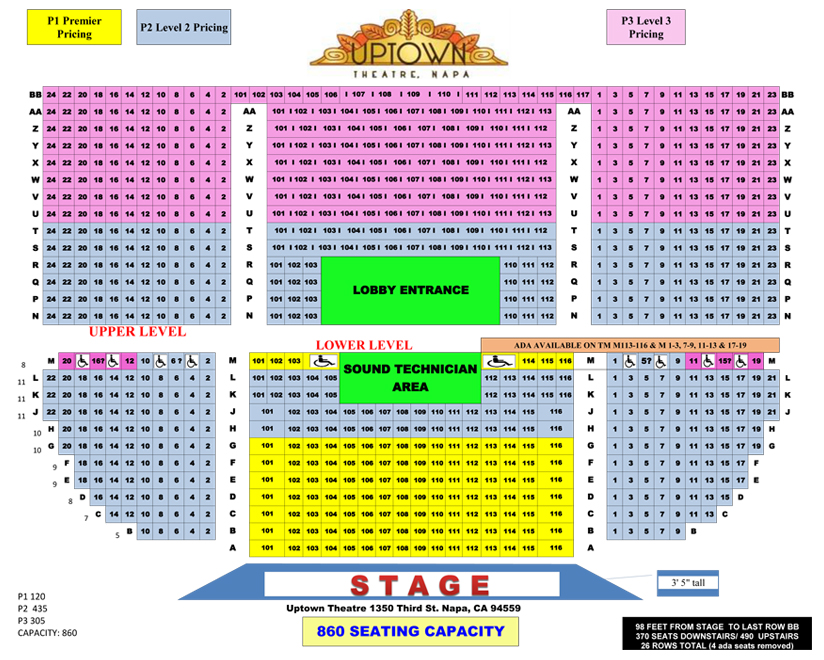 P1 Premier
Pricing
P2 Level 2 Pricing
UPTOWN
THEATRE, NAPA
P3 Level 3
Pricing
BB 24 22 20 18 16 14 12 10 8 6 4 2 101 102 103 104 105 106 I 107 I 108 I 109 I 110 I 111 112 113 114 115 116 117 1 3 5 7 9 11 13 15 17 19 21 23 BB
AA 24 22 20 18 16 14 12 10 8 6 4 2 AA 101 I 102 I 103 I 104 I 105 I 106 I 107 I 108 I 109 I 110 I 111 I 112 I 113 AA 1 3 5 7 9 11 13 15 17 19 21 23 AA
Z 24 22 20 18 16 14 12 10 8 6 4 2 Z 101 I 102 I 103 I 104 I 105 I 106 I 107 I 108 I 109 I 110 I 111 I 112 Z 1 3 5 7 9 11 13 15 17 19 21 23 Z
Y 24 22 20 18 16 14 12 10 8 6 4 2 Y 101 I 102 I 103 I 104 I 105 I 106 I 107 I 108 I 109 I 110 I 111 I 112 I 113 Y 1 3 5 7 9 11 13 15 17 19 21 23 Y
X 24 22 20 18 16 14 12 10 8 6 4 2 X 101 I 102 I 103 I 104 I 105 I 106 I 107 I 108 I 109 I 110 I 111 I 112 X 1 3 5 7 9 11 13 15 17 19 21 23 X
W 24 22 20 18 16 14 12 10 8 6 4 2 W 101 I 102 I 103 I 104 I 105 I 106 I 107 I 108 I 109 I 110 I 111 I 112 I 113 W 1 3 5 7 9 11 13 15 17 19 21 23 W
V 24 22 20 18 16 14 12 10 8 6 4 2 V 101 I 102 I 103 I 104 I 105 I 106 I 107 I 108 I 109 I 110 I 111 I 112 V 1 3 5 7 9 11 13 15 17 19 21 23 V
U 24 22 20 18 16 14 12 10 8 6 4 2 U 101 I 102 I 103 I 104 I 105 I 106 I 107 I 108 I 109 I 110 I 111 I 112 I 113 U 1 3 5 7 9 11 13 15 17 19 21 23 U
T 24 22 20 18 16 14 12 10 8 6 4 2 T 101 I 102 I 103 I 104 I 105 I 106 I 107 I 108 I 109 I 110 I 111 I 112 T 1 3 5 7 9 11 13 15 17 19 21 23 T
S 24 22 20 18 16 14 12 10 8 6 4 2 S 101 I 102 I 103 I 104 I 105 I 106 I 107 I 108 I 109 I 110 I 111 I 112 I 113 S 1 3 5 7 9 11 13 15 17 19 21 23 S
R 24 22 20 18 16 14 12 10 8 6 4 2 R 101 102 103 110 111 112 R 1 3 5 7 9 11 13 15 17 19 21 23 R
Q 24 22 20 18 16 14 12 10 8 6 4 2 Q 101 102 103 LOBBY ENTRANCE 110 111 112 Q 1 3 5 7 9 11 13 15 17 19 21 23 Q
P 24 22 20 18 16 14 12 10 8 6 4 2 P 101 102 103 110 111 112 P 1 3 5 7 9 11 13 15 17 19 21 23 P
N 24 22 20 18 16 14 12 10 8 6 4 2 N 101 102 103 110 111 112 N 1 3 5 7 9 11 13 15 17 19 21 23 N
UPPER LEVEL
LOWER LEVEL
ADA AVAILABLE ON TM M113-116 & M 1-3, 7-9, 11-13 & 17-19
8 M 20 16? 12 10 6 ? 2 M 101 102 103 114 115 116 M 1 5? 9 11 15? 19 M
SOUND TECHNICIAN
AREA
11 L 22 20 18 16 14 12 10 8 6 4 2 L 101 102 103 104 105 112 113 114 115 116 L 1 3 5 7 9 11 13 15 17 19 21 L
11 K 22 20 18 16 14 12 10 8 6 4 2 K 101 102 103 104 105 112 113 114 115 116 K 1 3 5 7 9 11 13 15 17 19 21 K
11 J 22 20 18 16 14 12 10 8 6 4 2 J 101 102 103 104 105 106 107 108 109 110 111 112 113 114 115 116 J 1 3 5 7 9 11 13 15 17 19 21 J
10 H 20 18 16 14 12 10 8 6 4 2 H 101 102 103 104 105 106 107 108 109 110 111 112 113 114 115 116 H 1 3 5 7 9 11 13 15 17 19 H
10 G 20 18 16 14 12 10 8 6 4 2 G 101 102 103 104 105 106 107 108 109 110 111 112 113 114 115 116 G 1 3 5 7 9 11 13 15 17 19 G
9 F 18 16 14 12 10 8 6 4 2 F 101 102 103 104 105 106 107 108 109 110 111 112 113 114 115 116 F 1 3 5 7 9 11 13 15 17 F
9 E 18 16 14 12 10 8 6 4 2 E 101 102 103 104 105 106 107 108 109 110 111 112 113 114 115 116 E 1 3 5 7 9 11 13 15 17 E
8 D 16 14 12 10 8 6 4 2 D 101 102 103 104 105 106 107 108 109 110 111 112 113 114 115 116 D 1 3 5 7 9 11 13 15 D
7 C 14 12 10 8 6 4 2 C 101 102 103 104 105 106 107 108 109 110 111 112 113 114 115 116 C 1 3 5 7 9 11 13 C
5 B 10 8 6 4 2 B 101 102 103 104 105 106 107 108 109 110 111 112 113 114 115 116 B 1 3 5 7 9 B
A 101 102 103 104 105 106 107 108 109 110 111 112 113 114 115 116 A
STAGE
3' 5" tall
P1 120
P2 435
P3 305
CAPACITY: 860
Uptown Theatre 1350 Third St. Napa, CA 94559
860 SEATING CAPACITY
98 FEET FROM STAGE TO LAST ROW BB
370 SEATS DOWNSTAIRS/ 490 UPSTAIRS
26 ROWS TOTAL (4 ada seats removed)